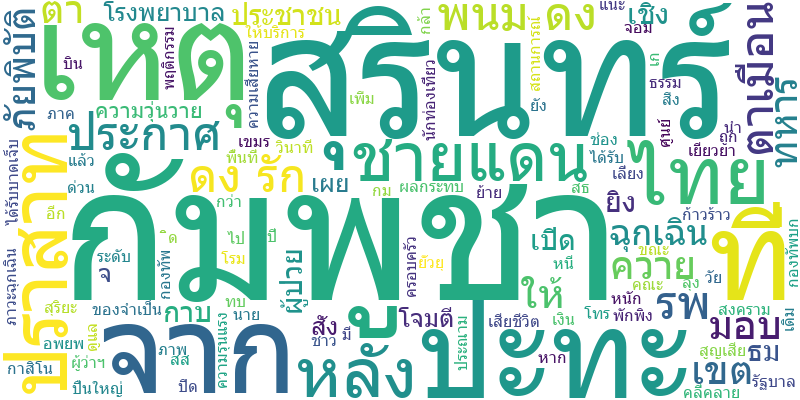 ตา
โรงพยาบาล
ประชาชน
ให้บริการ
พนม ดง
กล้า
เชิง
แนะ
จอม
ตาเมือน
ภัยพิบัติ
บิน
เหตุ
พฤติกรรม
ความเสียหาย
สุรินทร์
สถานการณ์
เก
ธรรม
สิง
ทหาร
ภาค
ความวุ่นวาย
เพิ่ม
นักท่องเที่ยว
ยัง
ศูนย์
นำ
ถูก
เยียวยา
ประกาศ
เขมร
วินาที
พื้นที่
ชายแดน
ช่อง
ได้รับ
เลี้ยง
ไทย
ได้รับบาดเจ็บ
ปราสาท
แล้ว
ด่วน
อีก
ดง รัก
เผย
กม
ผลกระทบ
ย้าย
สธ
ยิง
ก้าวร้าว
ที่
กองทัพบก
กัมพูชา
กว่า
ไป
ปี
โรม
ระดับ
จ
กองทัพ
ทบ
ผู้ป่วย
ครอบครัว
ยั่วยุ
เปิด
หนี
ฉุกเฉิน
ขณะ
ควาย
คณะ
ลุง
วัย
ภาวะฉุกเฉิน
สุริยะ
ของจำเป็น
กาบ
นาย
สั่ง
โจมตี
ให้
หนัก
รพ
สงคราม
เดิม
อพยพ
ดูแล
จาก
ความรุนแรง
ชาว
มี
เสียชีวิต
เงิน
โทร
พักพิง
มอบ
กาสิโน
ผู้ว่าฯ
ภาพ
สส
หลัง
ประณาม
ปะทะ
หาก
สูญเสีย
ธม
ปืนใหญ่
ปิด
เขต
รัฐบาล
คลี่คลาย